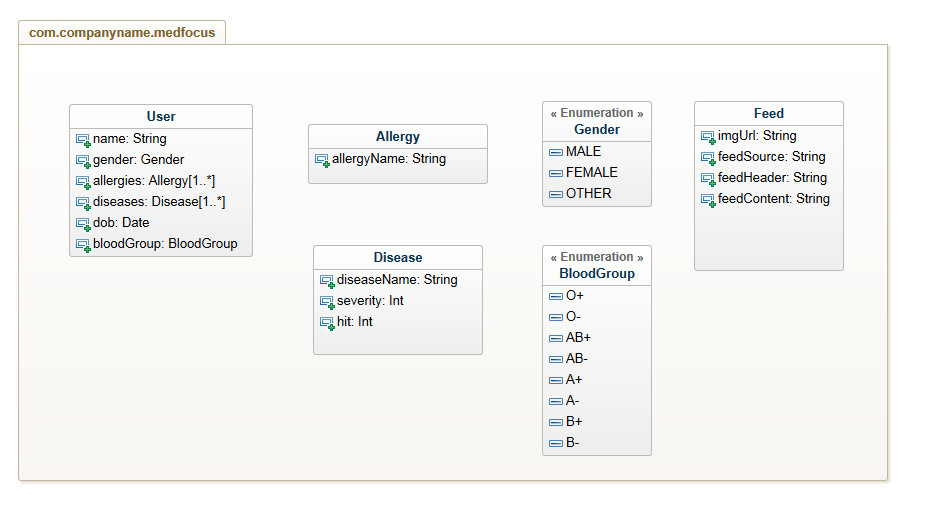 com.companyname.medfocus
User
name: String
gender: Gender
allergies: Allergy[1..*]
diseases: Disease[1..*]
dob: Date
bloodGroup: BloodGroup
Allergy
allergyName: String
Disease
diseaseName: String
severity: Int
hit: Int
« Enumeration »
Gender
MALE
FEMALE
OTHER
« Enumeration »
BloodGroup
O+
O-
AB+
AB-
A+
A-
B+
B-
Feed
imgUrl: String
feedSource: String
feedHeader: String
feedContent: String